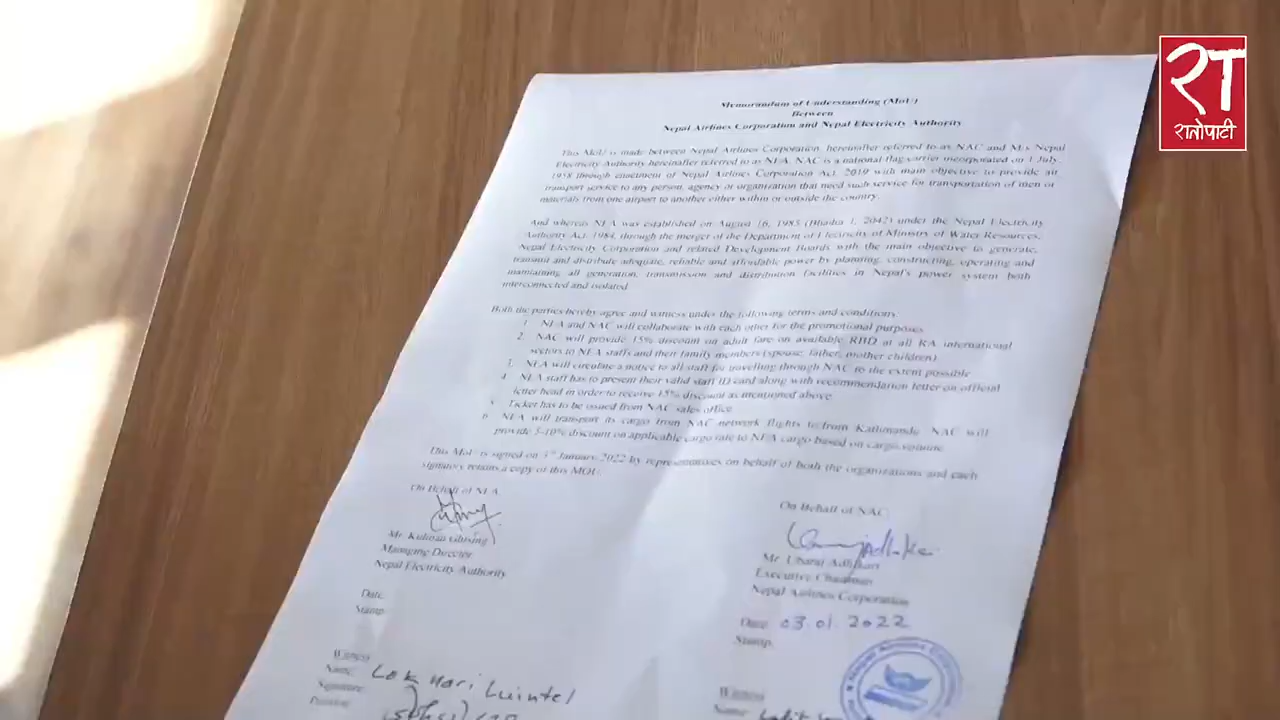 रातोपाटी
Memorandum of Understanding (MoU)
Between
Nepal Airlines Corporation and Nepal Electricity Authority
This MoU is made between Nepal Airlines Corporation, hereinafter referred to as NAC and M/s Nepal
Electricity Authority hereinafter referred to as NEA. NAC is a national flag carrier incorporated on 1 July,
1958 through enactment of Nepal Airlines Corporation Act, 2019 with main objective to provide air
transport service to any person, agency or organization that need such service for transportation of men or
materials from one airport to another either within or outside the country.
And whereas NEA was established on August 16, 1985 (Bhadra 1, 2042) under the Nepal Electricity
Authority Act. 1984, through the merger of the Department of Electricity of Ministry of Water Resources,
Nepal Electricity Corporation and related Development Boards with the main objective to generate,
transmit and distribute adequate, reliable and affordable power by planning, constructing, operating and
maintaining all generation, transmission and distribution facilities in Nepal's power system both
interconnected and isolated.
Both the parties hereby agree and witness under the following terms and conditions:
1. NEA and NAC will collaborate with each other for the promotional purposes
2. NAC will provide 15% discount on adult fare on available RBD at all RA international
sectors to NEA staffs and their family members (spouse, father, mother children)
3. NEA will circulate a notice to all staff for travelling through NAC to the extent possible
4. NEA staff has to present their valid staff ID card along with recommendation letter on official
letter head in order to receive 15% discount as mentioned above
5. Ticket has to be issued from NAC sales office
6. NEA will transport its cargo from NAC network flights to/from Kathmandu. NAC will
provide 5-10% discount on applicable cargo rate to NEA cargo based on cargo volume
This MoU is signed on 3rd January 2022 by representatives on behalf of both the organizations and each
signatory retains a copy of this MOU.
On Behalf of NEA
Mr. Kulman Ghising
Managing Director
Nepal Electricity Authority
Date:
Stamp:
Witness
Name: Lok Hari Luintel
Signature:
Position:
On Behalf of NAC
Mr. Ubaraj Adhikari
Executive Chairman
Nepal Airlines Corporation
Date: 03.01.2022
Stamp:
Witness
Name: